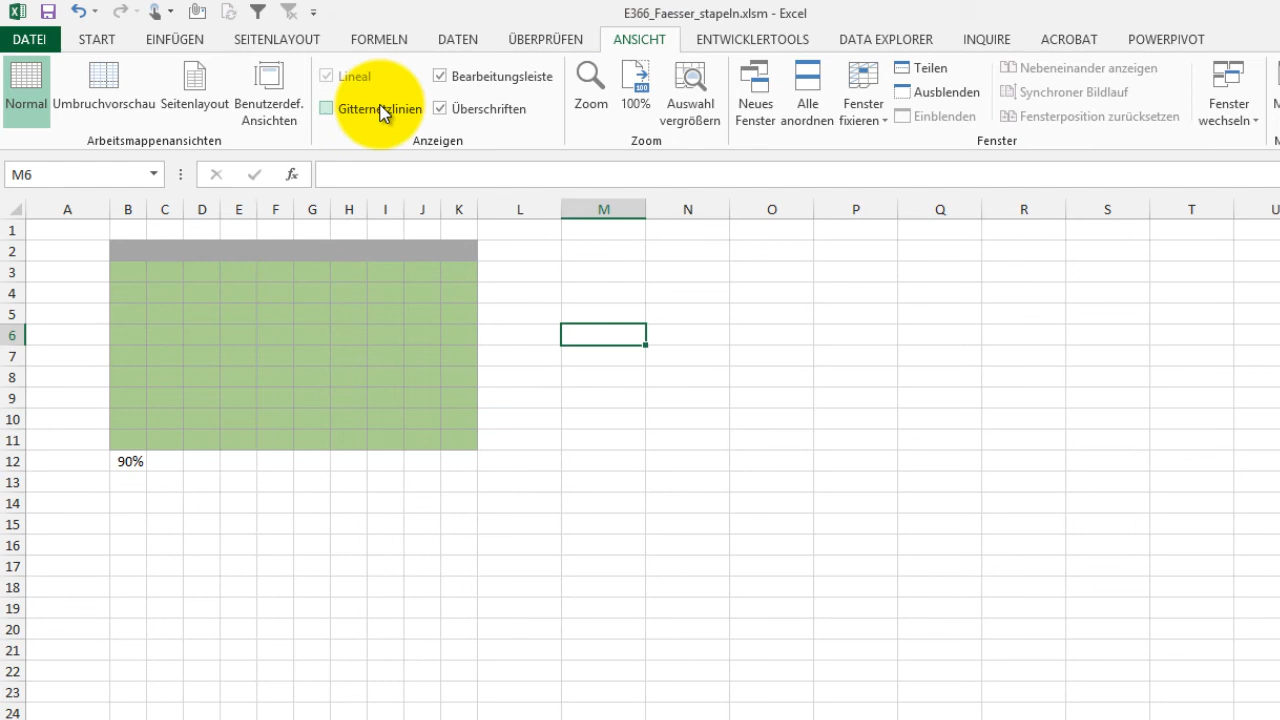 E366_Faesser_stapeln.xlsm - Excel
DATEI START EINFÜGEN SEITENLAYOUT FORMELN DATEN ÜBERPRÜFEN ANSICHT ENTWICKLERTOOLS DATA EXPLORER INQUIRE ACROBAT POWERPIVOT
Normal Umbruchvorschau Seitenlayout Benutzerdef. Ansichten
Arbeitsmappenansichten
Lineal Bearbeitungsleiste
Überschriften
Anzeigen
Zoom 100% Auswahl vergrößern
Zoom
Neues Fenster Alle anordnen Fenster fixieren
Teilen
Ausblenden
Einblenden
Nebeneinander anzeigen
Synchroner Bildlauf
Fensterposition zurücksetzen
Fenster wechseln
Fenster
M6
fx
A B C D E F G H I J K L M N O P Q R S T U
1
2
3
4
5
6
7
8
9
10
11
12 90%
13
14
15
16
17
18
19
20
21
22
23
24